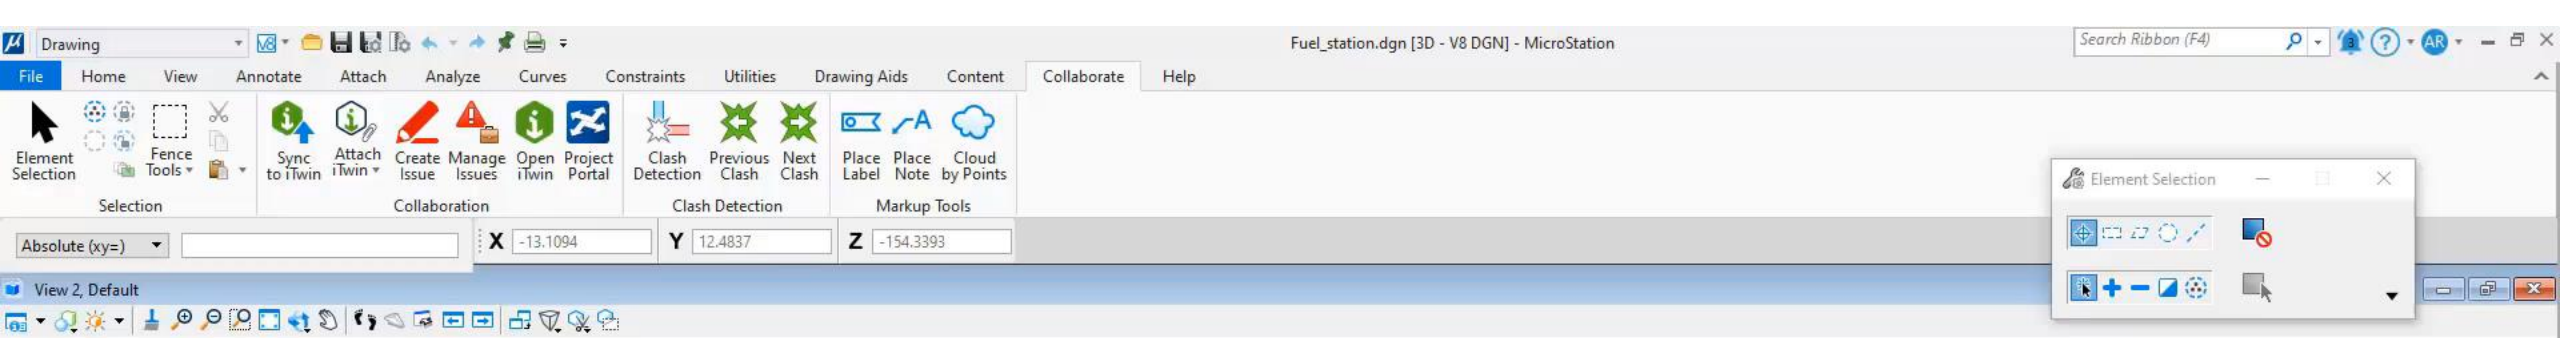 Drawing
Fuel_station.dgn [3D - V8 DGN] - MicroStation
Search Ribbon (F4)
3
AR
File Home View Annotate Attach Analyze Curves Constraints Utilities Drawing Aids Content Collaborate Help
Element Selection
Fence Tools
Sync to iTwin
Attach iTwin
Create Issue
Manage Issues
Open iTwin
Project Portal
Clash Detection
Previous Clash
Next Clash
Place Label
Place Note
Cloud by Points
Selection Collaboration Clash Detection Markup Tools
Element Selection
Absolute (xy=)
X -13.1094
Y 12.4837
Z -154.3393
View 2, Default